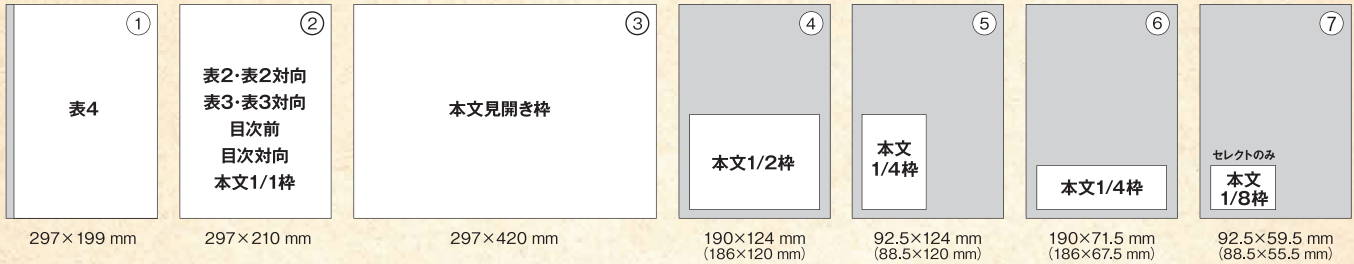 ①
表4
297×199 mm
②
表2・表2対向
表3・表3対向
目次前
目次対向
本文1/1枠
297×210 mm
③
本文見開き枠
297×420 mm
④
本文1/2枠
190×124 mm
(186×120 mm)
⑤
本文
1/4枠
92.5×124 mm
(88.5×120 mm)
⑥
本文1/4枠
190×71.5 mm
(186×67.5 mm)
⑦
セレクトのみ
本文
1/8枠
92.5×59.5 mm
(88.5×55.5 mm)